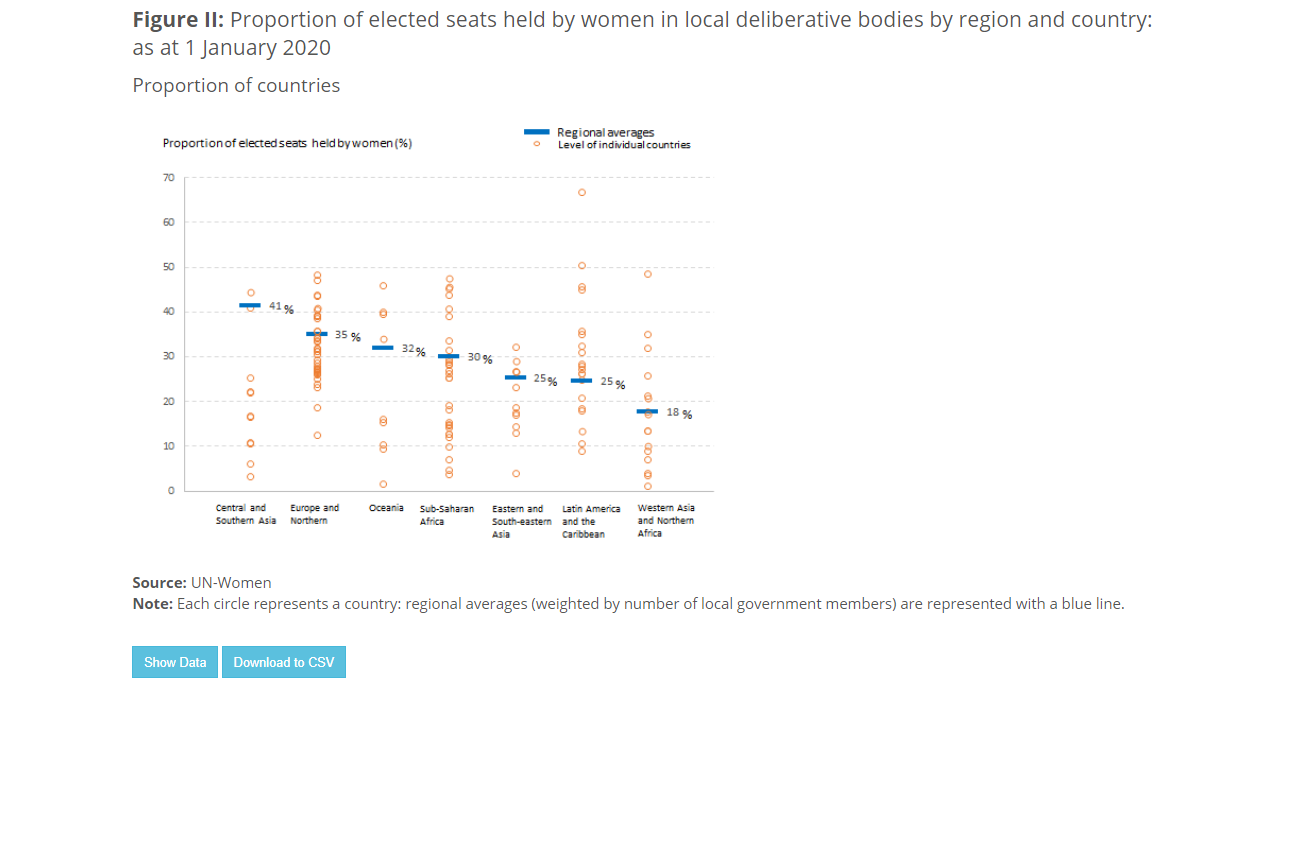 Figure II: Proportion of elected seats held by women in local deliberative bodies by region and country:
as at 1 January 2020
Proportion of countries
Proportion of elected seats held by women (%)
Regional averages
Level of individual countries
70
60
50
40
30
20
10
0
41 %
35 %
32 %
30 %
25 %
25 %
18 %
Central and
Southern Asia
Europe and
Northern
Oceania
Sub-Saharan
Africa
Eastern and
South-eastern
Asia
Latin America
and the
Caribbean
Western Asia
and Northern
Africa
Source: UN-Women
Note: Each circle represents a country: regional averages (weighted by number of local government members) are represented with a blue line.
Show Data
Download to CSV